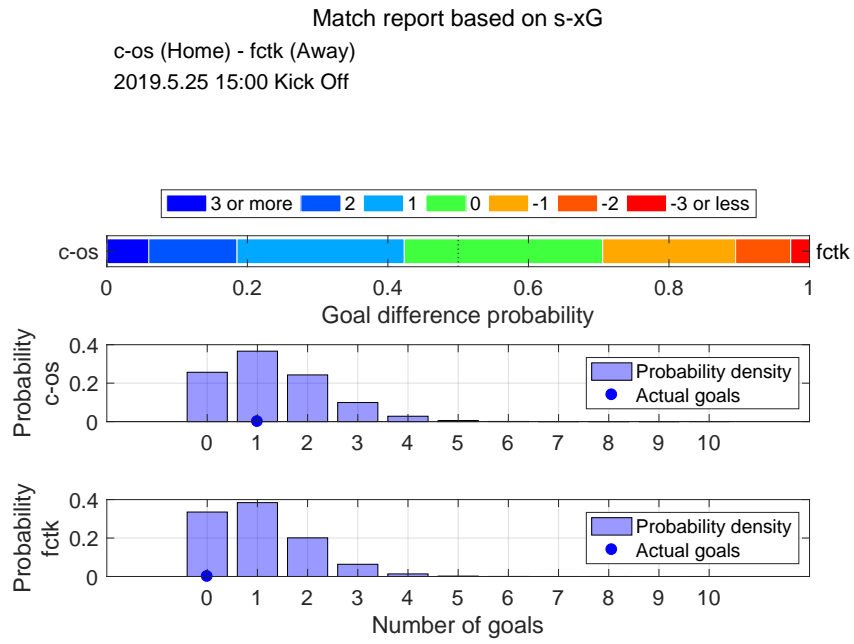 Match report based on s-xG
c-os (Home) - fctk (Away)
2019.5.25 15:00 Kick Off
3 or more 2 1 0 -1 -2 -3 or less
c-os fctk
0 0.2 0.4 0.6 0.8 1
Goal difference probability
Probability
c-os
0.4
0.2
0
Probability density
Actual goals
0 1 2 3 4 5 6 7 8 9 10
Probability
fctk
0.4
0.2
0
Probability density
Actual goals
0 1 2 3 4 5 6 7 8 9 10
Number of goals